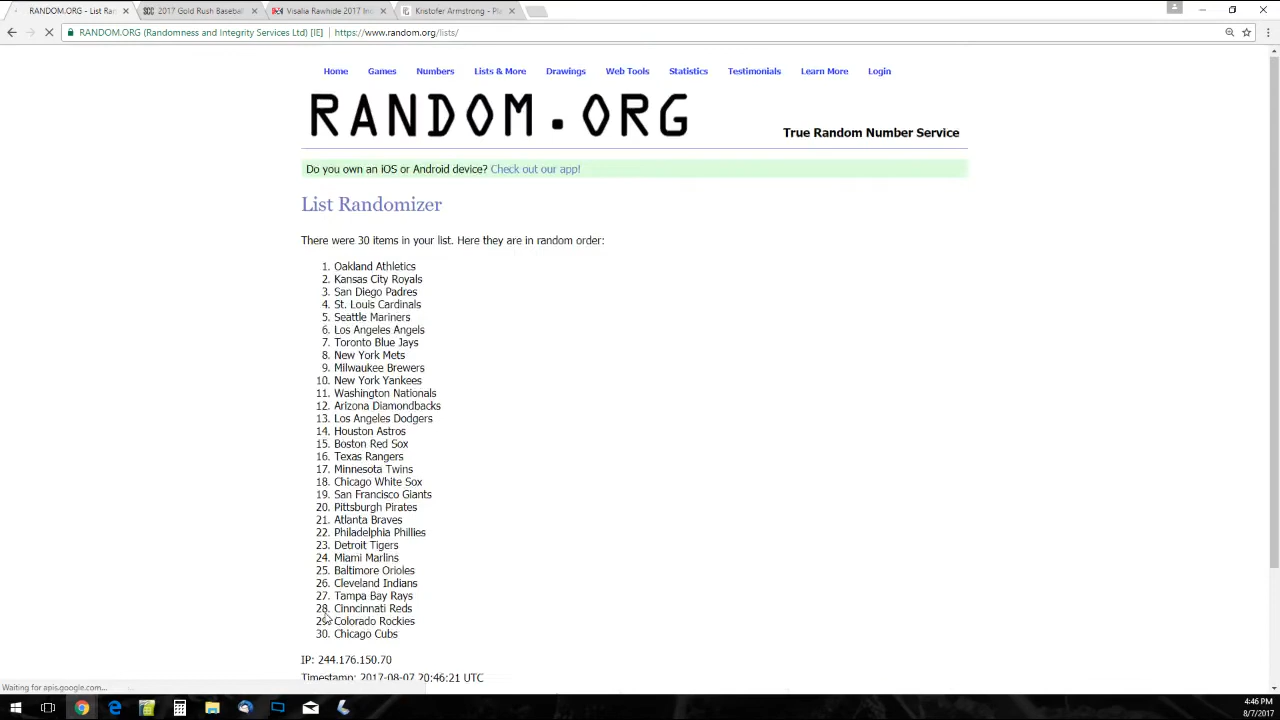 RANDOM.ORG - List Ran
2017 Gold Rush Baseball
Visalia Rawhide 2017 Ini
Kristofer Armstrong - Pla
RANDOM.ORG (Randomness and Integrity Services Ltd) [IE] | https://www.random.org/lists/
Home Games Numbers Lists & More Drawings Web Tools Statistics Testimonials Learn More Login
RANDOM.ORG
True Random Number Service
Do you own an iOS or Android device? Check out our app!
List Randomizer
There were 30 items in your list. Here they are in random order:
1. Oakland Athletics
2. Kansas City Royals
3. San Diego Padres
4. St. Louis Cardinals
5. Seattle Mariners
6. Los Angeles Angels
7. Toronto Blue Jays
8. New York Mets
9. Milwaukee Brewers
10. New York Yankees
11. Washington Nationals
12. Arizona Diamondbacks
13. Los Angeles Dodgers
14. Houston Astros
15. Boston Red Sox
16. Texas Rangers
17. Minnesota Twins
18. Chicago White Sox
19. San Francisco Giants
20. Pittsburgh Pirates
21. Atlanta Braves
22. Philadelphia Phillies
23. Detroit Tigers
24. Miami Marlins
25. Baltimore Orioles
26. Cleveland Indians
27. Tampa Bay Rays
28. Cinncinnati Reds
29. Colorado Rockies
30. Chicago Cubs
IP: 244.176.150.70
Timestamp: 2017-08-07 20:46:21 UTC
Waiting for apis.google.com...
4:46 PM
8/7/2017